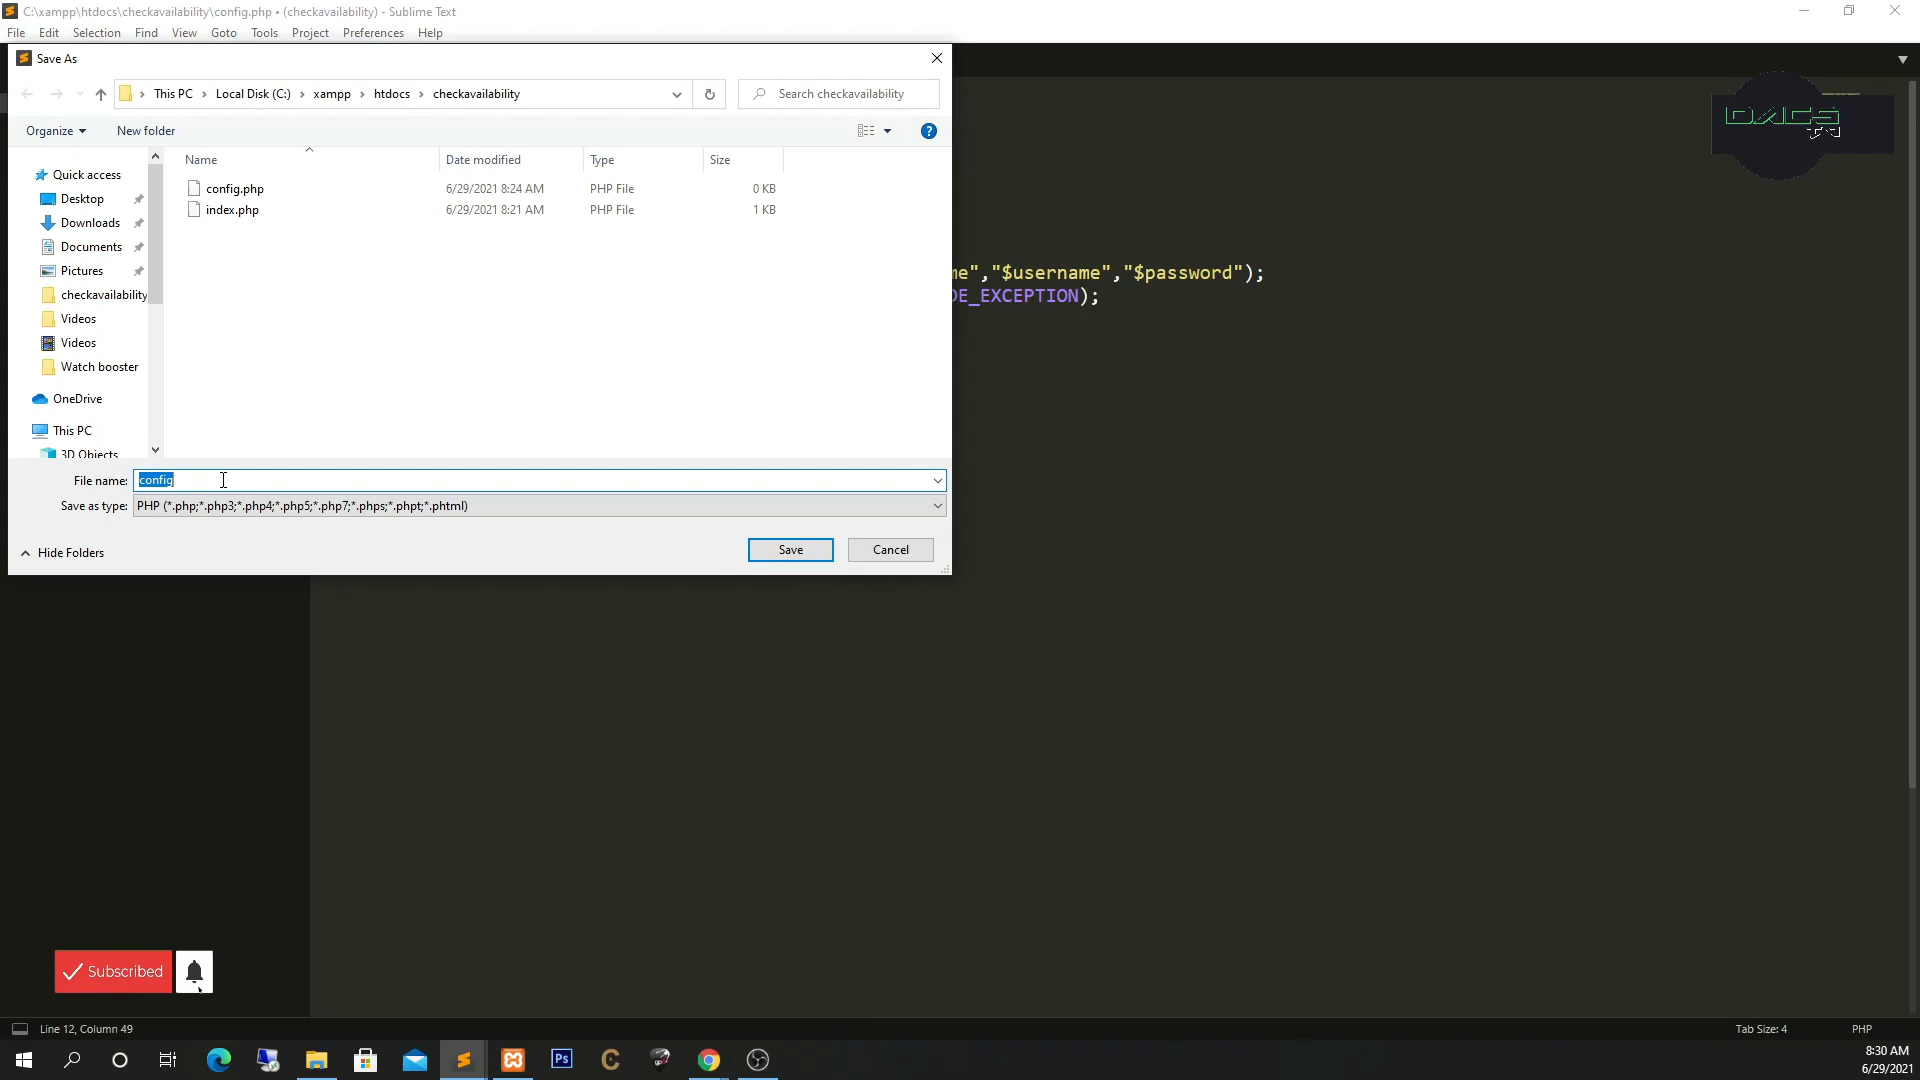 C:\xampp\htdocs\checkavailability\config.php • (checkavailability) - Sublime Text
File Edit Selection Find View Goto Tools Project Preferences Help
Save As
This PC > Local Disk (C:) > xampp > htdocs > checkavailability
Search checkavailability
Organize New folder
Name Date modified Type Size
Quick access
Desktop
Downloads
Documents
Pictures
checkavailability
Videos
Videos
Watch booster
OneDrive
This PC
3D Objects
config.php 6/29/2021 8:24 AM PHP File 0 KB
index.php 6/29/2021 8:21 AM PHP File 1 KB
me","$username","$password");
DE_EXCEPTION);
File name: config
Save as type: PHP (*.php;*.php3;*.php4;*.php5;*.php7;*.phps;*.phpt;*.phtml)
Hide Folders
Save Cancel
Subscribed
Line 12, Column 49
Tab Size: 4 PHP
Ps
8:30 AM
6/29/2021